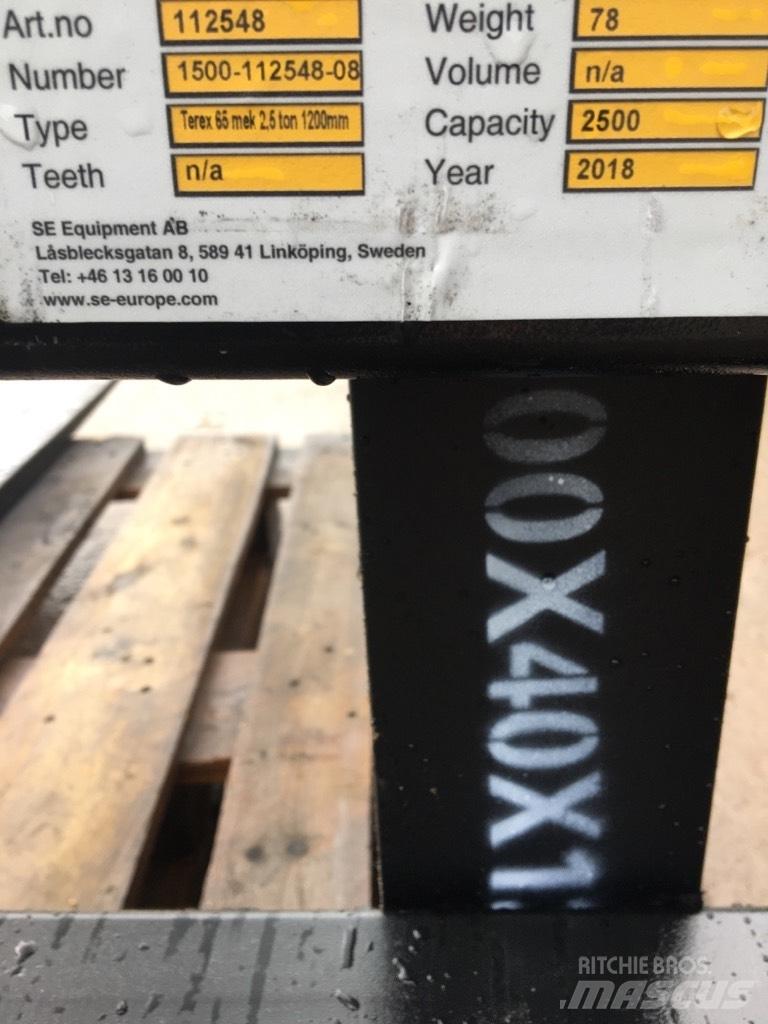 Art.no 112548
Number 1500-112548-08
Type Terex 65 mek 2,5 ton 1200mm
Teeth n/a
Weight 78
Volume n/a
Capacity 2500
Year 2018
SE Equipment AB
Låsblecksgatan 8, 589 41 Linköping, Sweden
Tel: +46 13 16 00 10
www.se-europe.com
00X40X1
RITCHIE BROS.
MASCUS